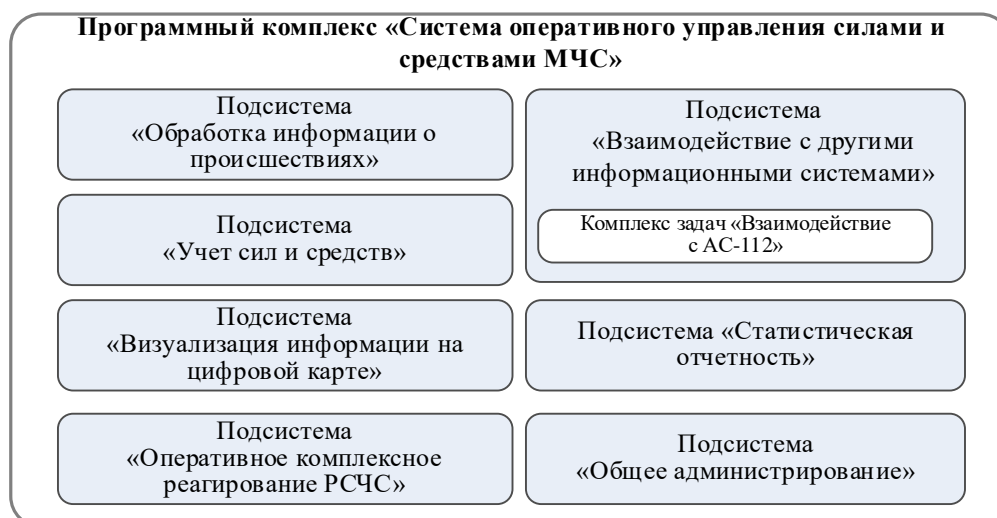 Программный комплекс «Система оперативного управления силами и
средствами МЧС»
Подсистема
«Обработка информации о
происшествиях»
Подсистема
«Учет сил и средств»
Подсистема
«Визуализация информации на
цифровой карте»
Подсистема
«Оперативное комплексное
реагирование РСЧС»
Подсистема
«Взаимодействие с другими
информационными системами»
Комплекс задач «Взаимодействие
с АС-112»
Подсистема «Статистическая
отчетность»
Подсистема
«Общее администрирование»